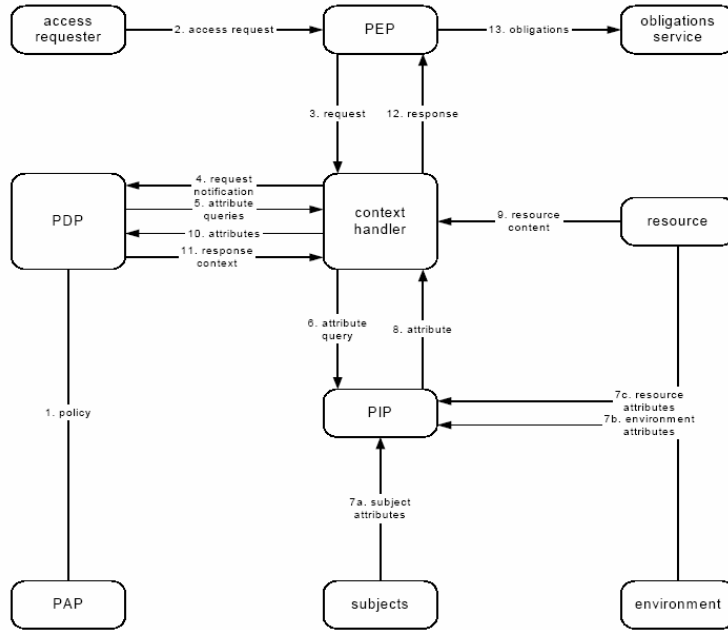 access
requester
2. access request
PEP
13. obligations
obligations
service
3. request
12. response
PDP
4. request
notification
5. attribute
queries
10. attributes
11. response
context
context
handler
9. resource
content
resource
6. attribute
query
8. attribute
1. policy
PIP
7c. resource
attributes
7b. environment
attributes
7a. subject
attributes
PAP
subjects
environment